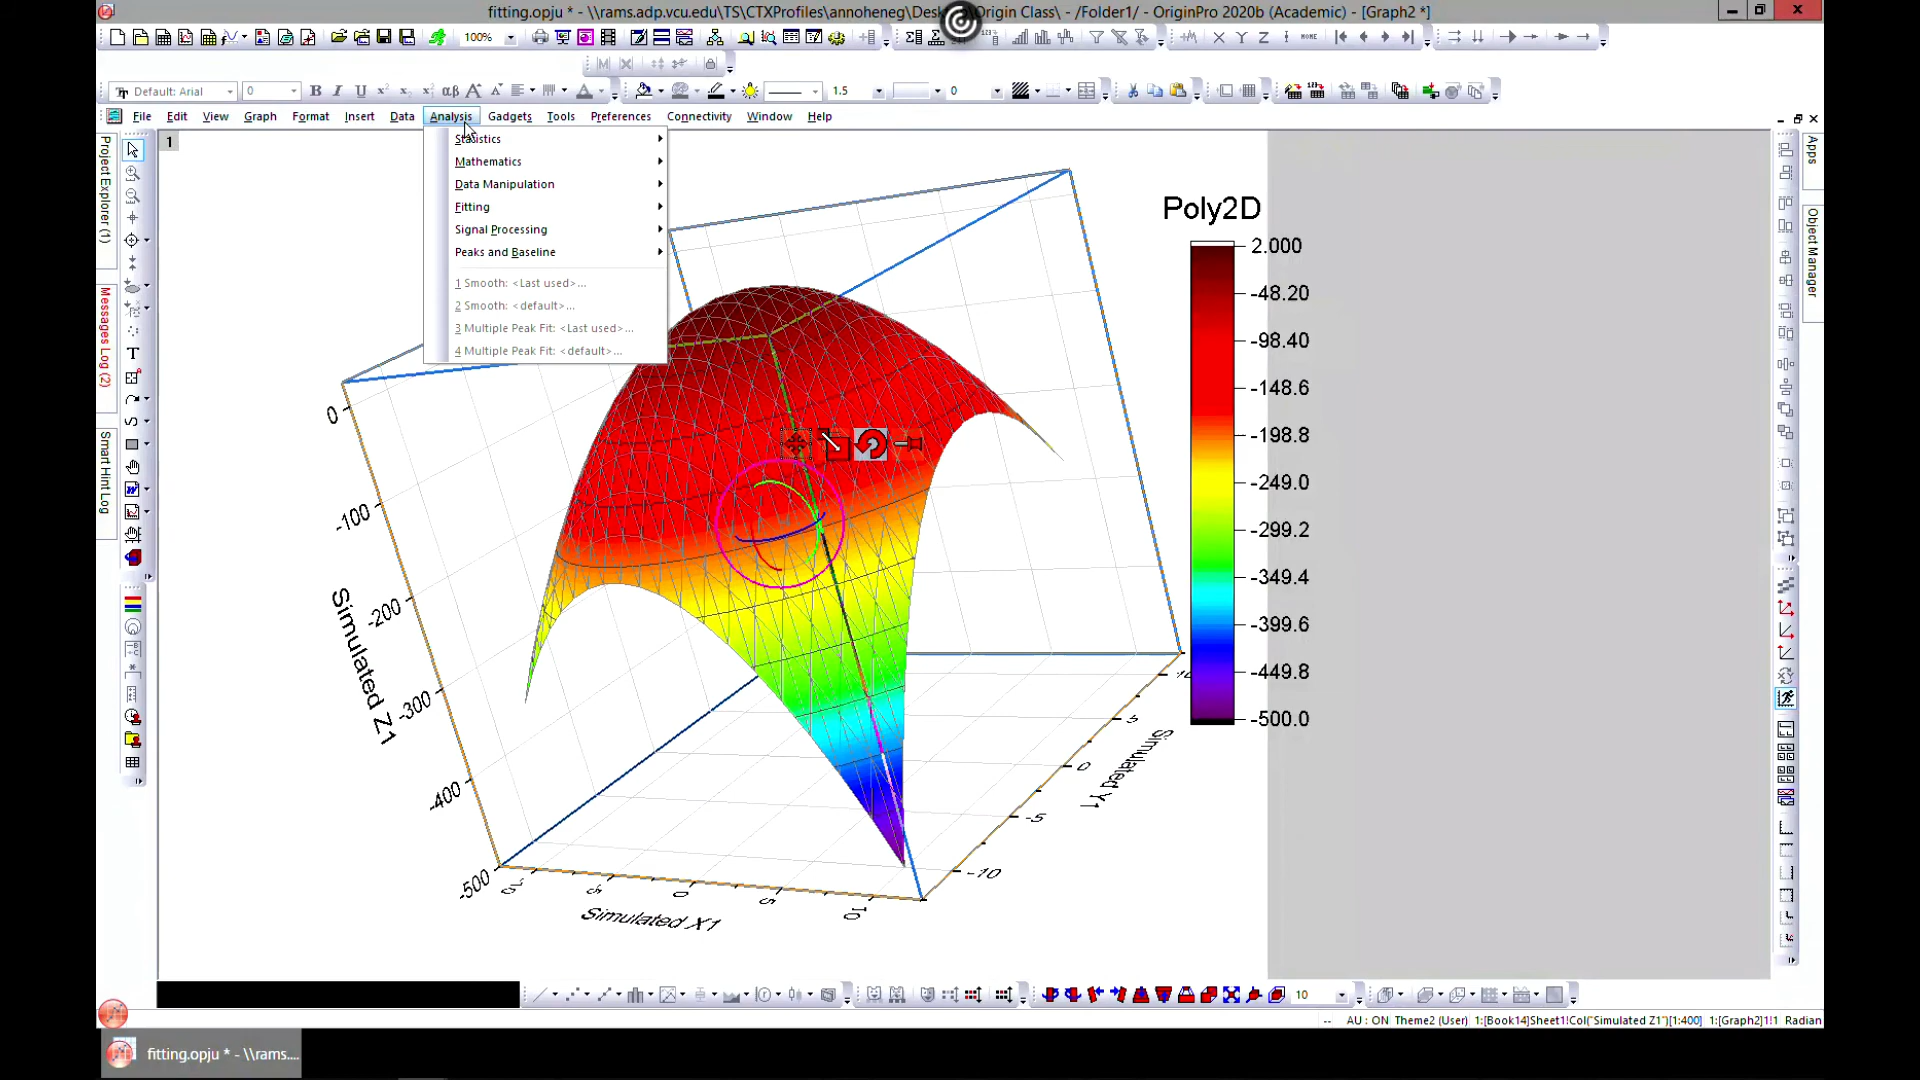 fitting.opju * - \\rams.adp.vcu.edu\TS\CTXProfiles\annoheneg\Desk Origin Class\ - /Folder1/ - OriginPro 2020b (Academic) - [Graph2 *]
100%
Default: Arial 0 B I U 1.5 0
File Edit View Graph Format Insert Data Analysis Gadgets Tools Preferences Connectivity Window Help
1
Statistics
Mathematics
Data Manipulation
Fitting
Signal Processing
Peaks and Baseline
1 Smooth: <Last used>...
2 Smooth: <default>...
3 Multiple Peak Fit: <Last used>...
4 Multiple Peak Fit: <default>...
Project Explorer (1)
Messages Log (2)
Smart Hint Log
Apps
Object Manager
Poly2D
2.000
-48.20
-98.40
-148.6
-198.8
-249.0
-299.2
-349.4
-399.6
-449.8
-500.0
0
-100
-200
-300
-400
-500
Simulated Z1
-5
0
5
10
Simulated X1
-10
-5
0
5
10
Simulated Y1
10
-- AU : ON Theme2 (User) 1:[Book14]Sheet1!Col("Simulated Z1")[1:400] 1:[Graph2]1!1 Radian
fitting.opju * - \\rams....